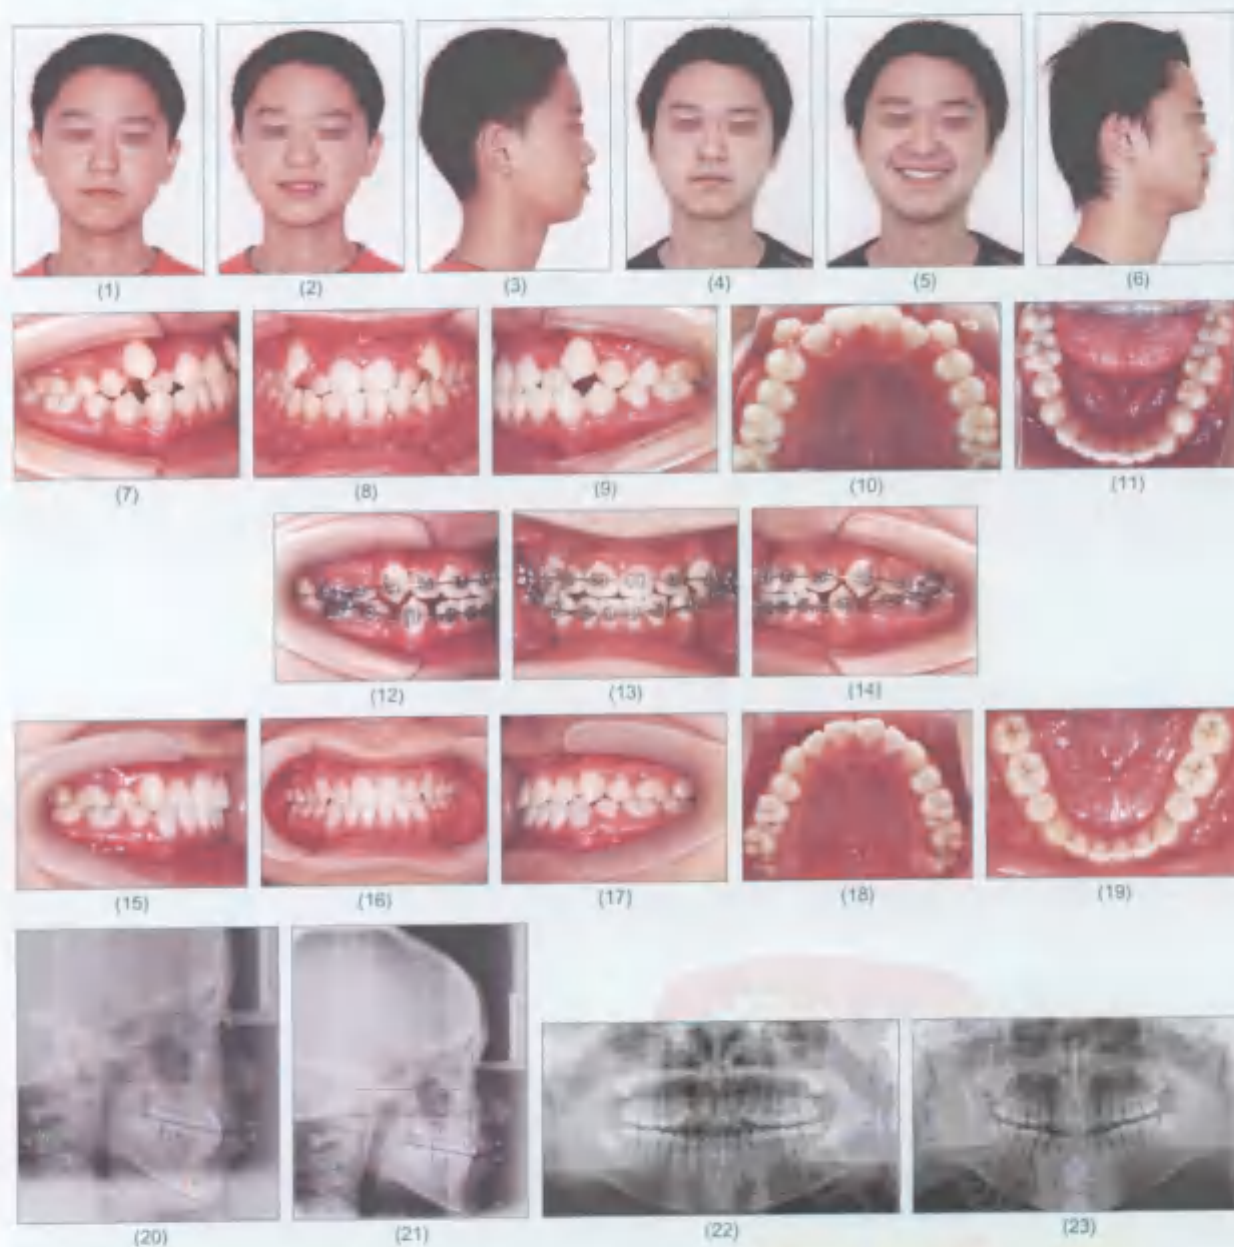 (1) (2) (3) (4) (5) (6)
(7) (8) (9) (10) (11)
(12) (13) (14)
(15) (16) (17) (18) (19)
(20) (21) (22) (23)